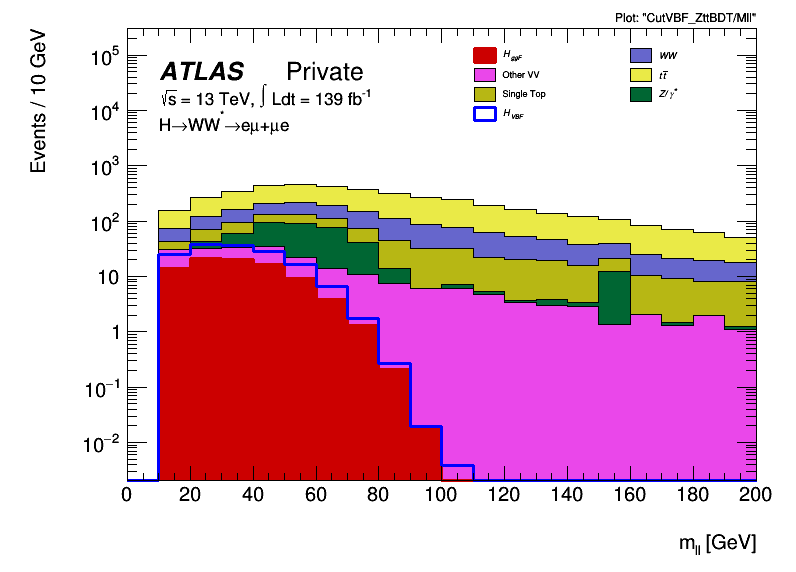 Plot: "CutVBF_ZttBDT/Mll"
Events / 10 GeV
ATLAS Private
√s = 13 TeV, ∫ Ldt = 139 fb⁻¹
H→WW*→eμ+μe
H_ggF
Other VV
Single Top
H_VBF
WW
tt̄
Z/γ*
10⁵
10⁴
10³
10²
10
1
10⁻¹
10⁻²
0 20 40 60 80 100 120 140 160 180 200
m_ll [GeV]